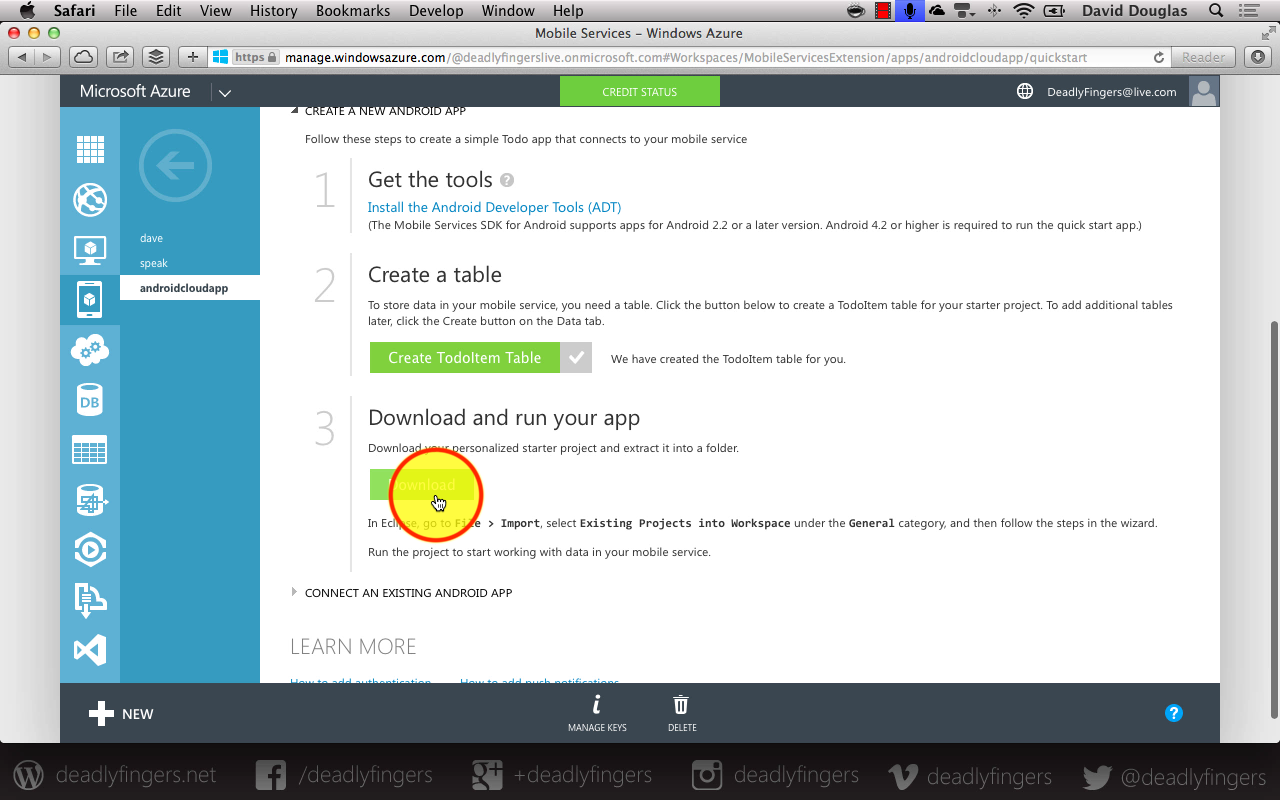 Safari File Edit View History Bookmarks Develop Window Help David Douglas
Mobile Services – Windows Azure
https manage.windowsazure.com/@deadlyfingerslive.onmicrosoft.com#Workspaces/MobileServicesExtension/apps/androidcloudapp/quickstart Reader
Microsoft Azure CREDIT STATUS DeadlyFingers@live.com
CREATE A NEW ANDROID APP
Follow these steps to create a simple Todo app that connects to your mobile service
1 Get the tools ?
Install the Android Developer Tools (ADT)
(The Mobile Services SDK for Android supports apps for Android 2.2 or a later version. Android 4.2 or higher is required to run the quick start app.)
dave
speak
androidcloudapp
DB
2 Create a table
To store data in your mobile service, you need a table. Click the button below to create a TodoItem table for your starter project. To add additional tables
later, click the Create button on the Data tab.
Create TodoItem Table We have created the TodoItem table for you.
3 Download and run your app
Download your personalized starter project and extract it into a folder.
Download
In Eclipse, go to File > Import, select Existing Projects into Workspace under the General category, and then follow the steps in the wizard.
Run the project to start working with data in your mobile service.
CONNECT AN EXISTING ANDROID APP
LEARN MORE
How to add authentication How to add push notifications
NEW MANAGE KEYS DELETE ?
deadlyfingers.net /deadlyfingers +deadlyfingers deadlyfingers deadlyfingers @deadlyfingers